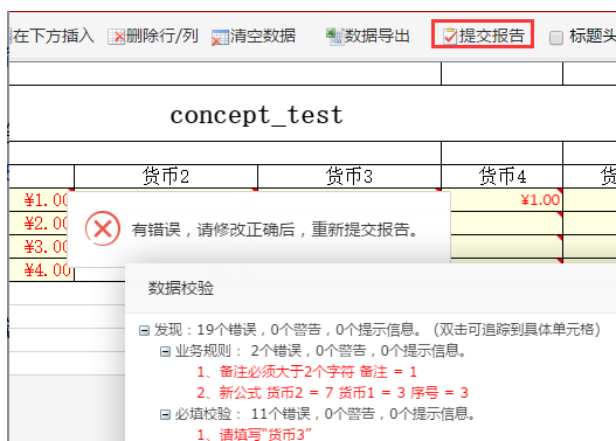 在下方插入 删除行/列 清空数据 数据导出 提交报告 标题头
concept_test
货币2 货币3 货币4
¥1.00 ¥1.00
¥2.00
¥3.00
¥4.00
有错误，请修改正确后，重新提交报告。
数据校验
发现：19个错误，0个警告，0个提示信息。（双击可追踪到具体单元格）
业务规则： 2个错误，0个警告，0个提示信息。
1、备注必须大于2个字符 备注 = 1
2、新公式 货币2 = 7 货币1 = 3 序号 = 3
必填校验： 11个错误，0个警告，0个提示信息。
1、请填写“货币3”